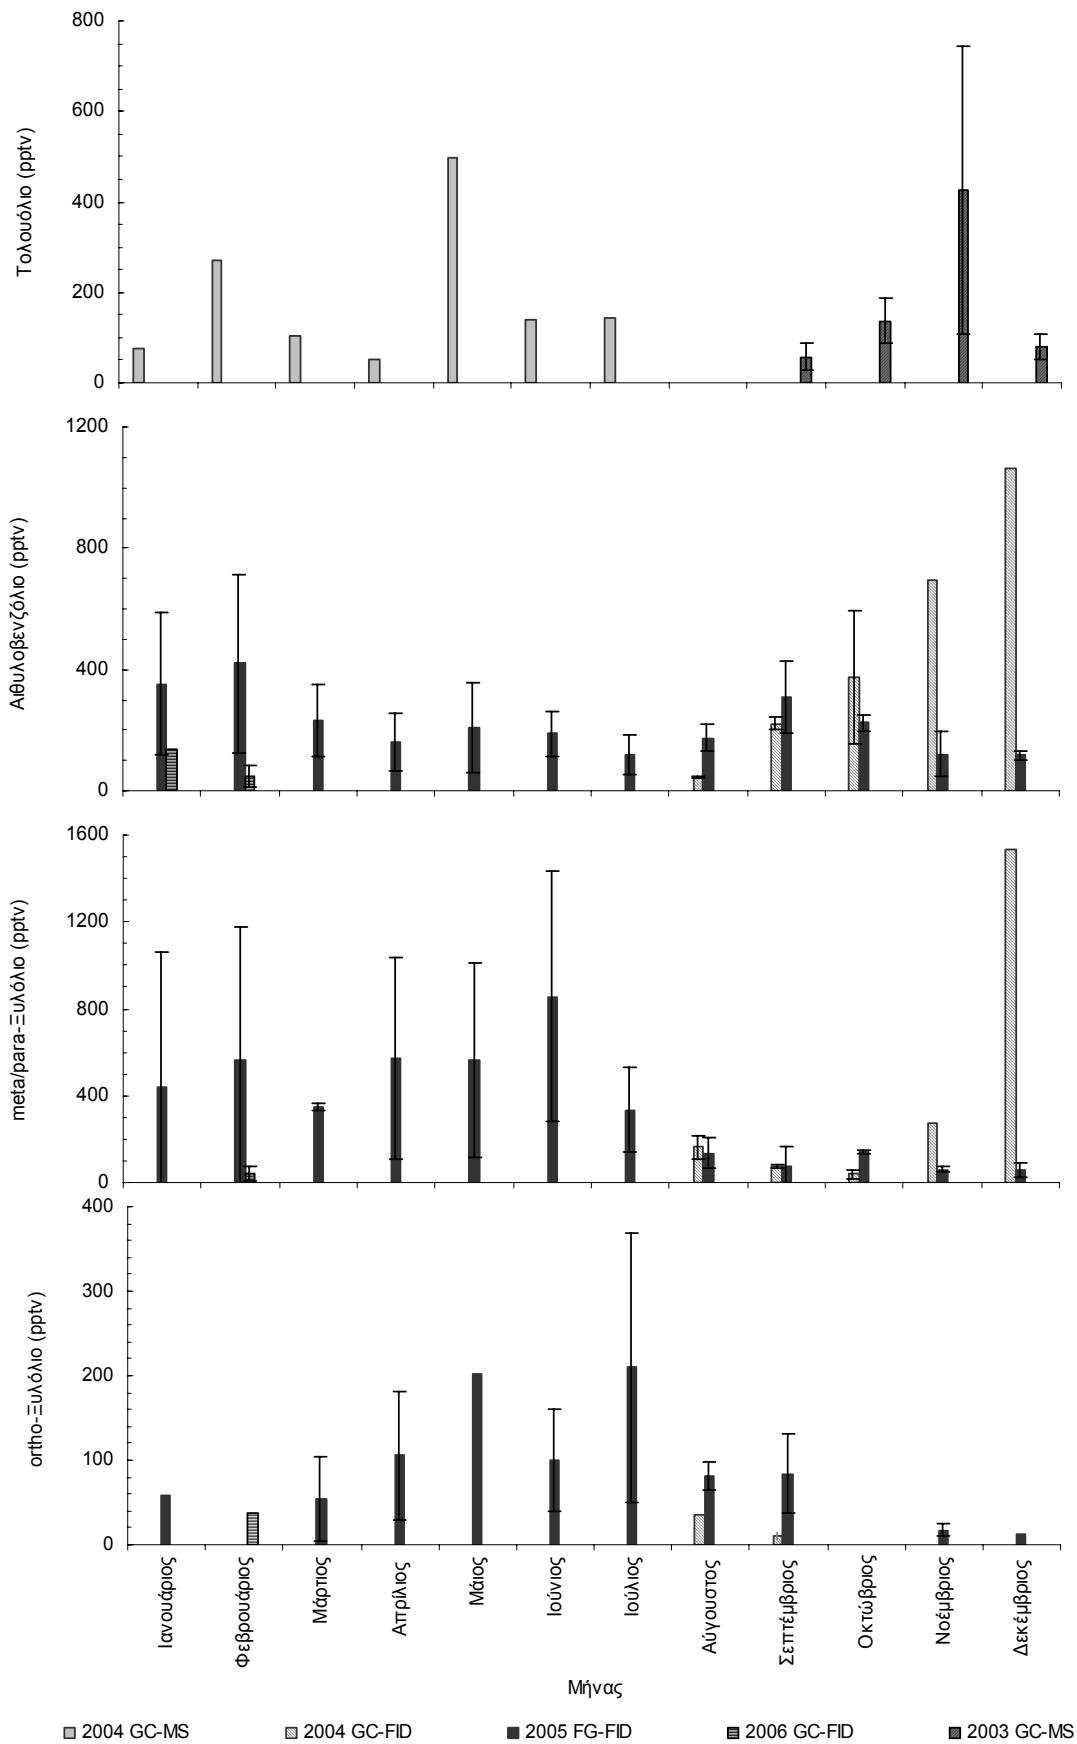 Τολουόλιο (pptv)
800
600
400
200
0
Αιθυλοβενζόλιο (pptv)
1200
800
400
0
meta/para-Ξυλόλιο (pptv)
1600
1200
800
400
0
ortho-Ξυλόλιο (pptv)
400
300
200
100
0
Ιανουάριος
Φεβρουάριος
Μάρτιος
Απρίλιος
Μάιος
Ιούνιος
Ιούλιος
Αύγουστος
Σεπτέμβριος
Οκτώβριος
Νοέμβριος
Δεκέμβριος
Μήνας
2004 GC-MS
2004 GC-FID
2005 FG-FID
2006 GC-FID
2003 GC-MS